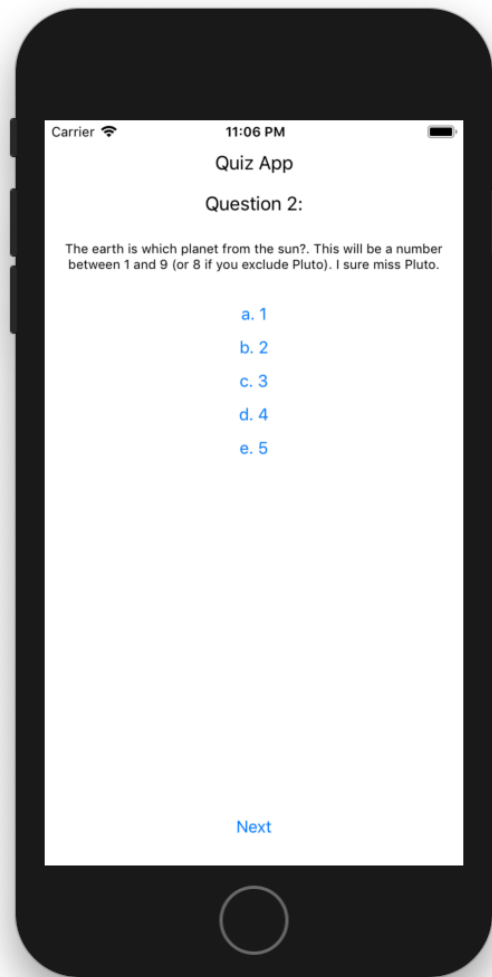 Carrier 11:06 PM
Quiz App
Question 2:
The earth is which planet from the sun?. This will be a number
between 1 and 9 (or 8 if you exclude Pluto). I sure miss Pluto.
a. 1
b. 2
c. 3
d. 4
e. 5
Next